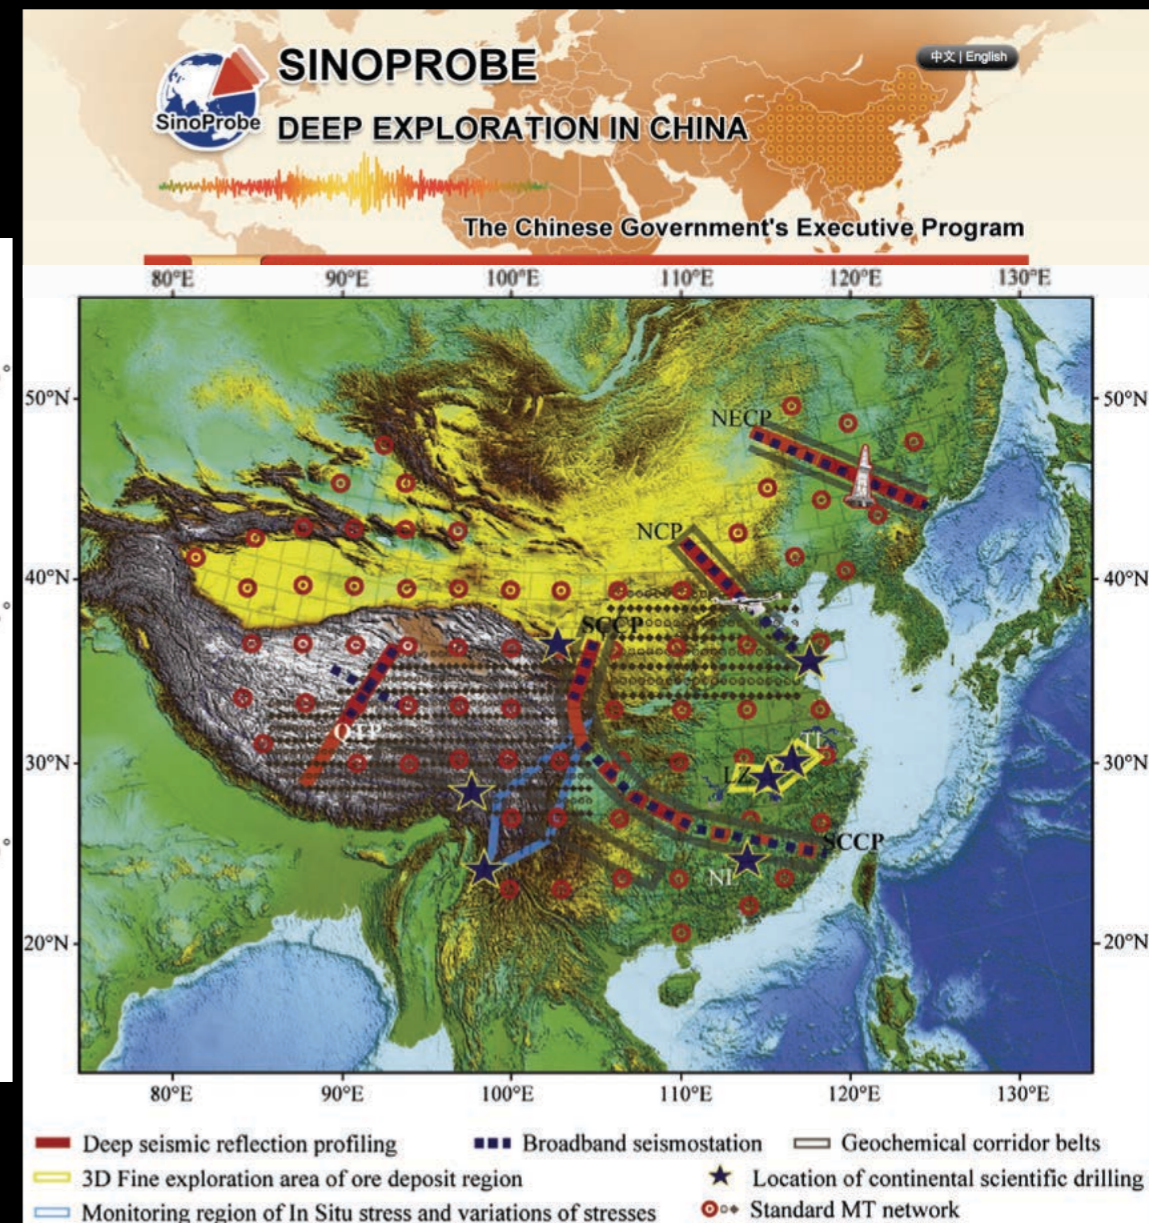 SINOPROBE
中文 | English
SinoProbe
DEEP EXPLORATION IN CHINA
The Chinese Government's Executive Program
80°E 90°E 100°E 110°E 120°E 130°E
50°N 50°N
NECP
NCP
40°N 40°N
SCCP
QTP
TL
30°N 30°N
LZ
SCCP
20°N 20°N
80°E 90°E 100°E 110°E 120°E 130°E
Deep seismic reflection profiling Broadband seismostation Geochemical corridor belts
3D Fine exploration area of ore deposit region Location of continental scientific drilling
Monitoring region of In Situ stress and variations of stresses Standard MT network